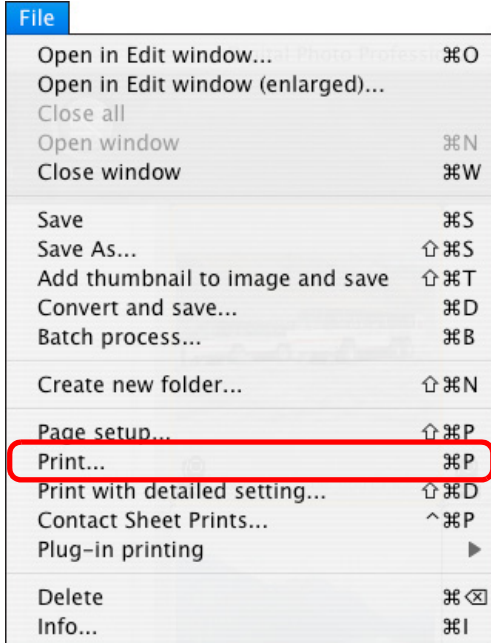 File
Open in Edit window... ⌘O
Open in Edit window (enlarged)...
Close all
Open window ⌘N
Close window ⌘W
Save ⌘S
Save As... ⇧⌘S
Add thumbnail to image and save ⇧⌘T
Convert and save... ⌘D
Batch process... ⌘B
Create new folder... ⇧⌘N
Page setup... ⇧⌘P
Print... ⌘P
Print with detailed setting... ⇧⌘D
Contact Sheet Prints... ^⌘P
Plug-in printing ▶
Delete ⌘⌫
Info... ⌘I